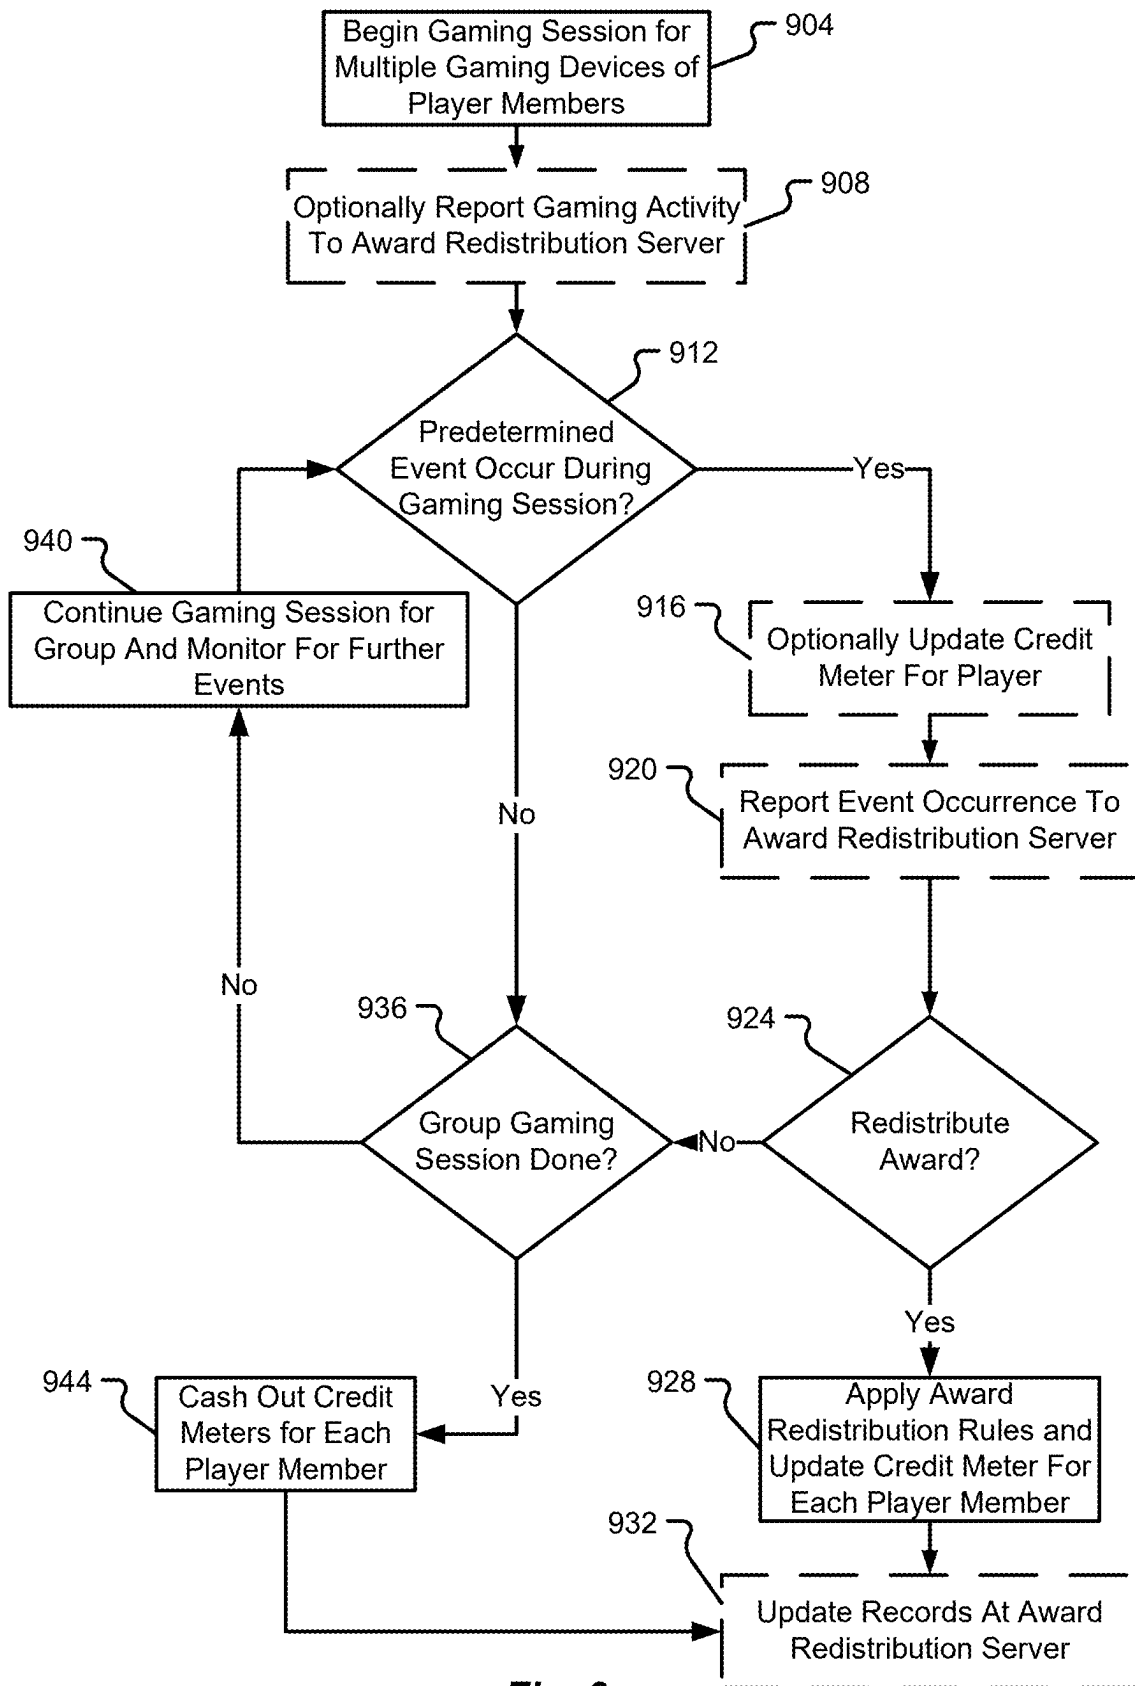 Begin Gaming Session for
Multiple Gaming Devices of
Player Members
904
Optionally Report Gaming Activity
To Award Redistribution Server
908
912
Predetermined
Event Occur During
Gaming Session?
Yes
940
Continue Gaming Session for
Group And Monitor For Further
Events
916
Optionally Update Credit
Meter For Player
920
Report Event Occurrence To
Award Redistribution Server
No
No
936
Group Gaming
Session Done?
924
Redistribute
Award?
No
Yes
944
Cash Out Credit
Meters for Each
Player Member
Yes
928
Apply Award
Redistribution Rules and
Update Credit Meter For
Each Player Member
932
Update Records At Award
Redistribution Server